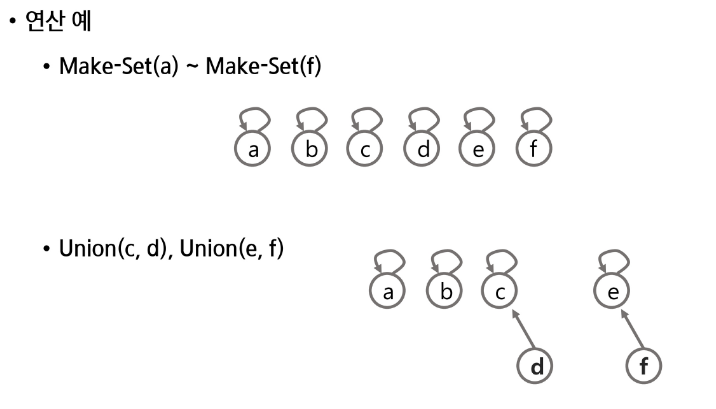 • 연산 예
• Make-Set(a) ~ Make-Set(f)
a b c d e f
• Union(c, d), Union(e, f)
a b c e
d f